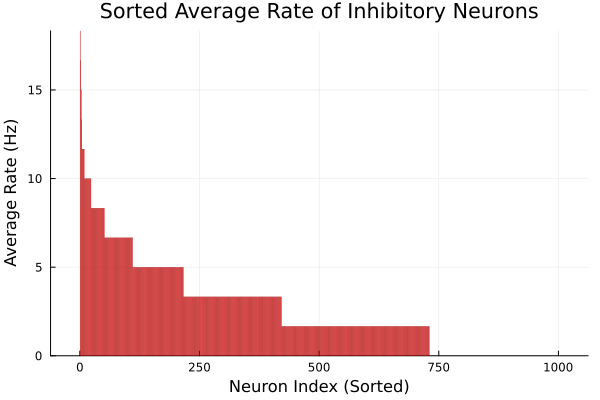 Sorted Average Rate of Inhibitory Neurons
Average Rate (Hz)
15
10
5
0
0 250 500 750 1000
Neuron Index (Sorted)